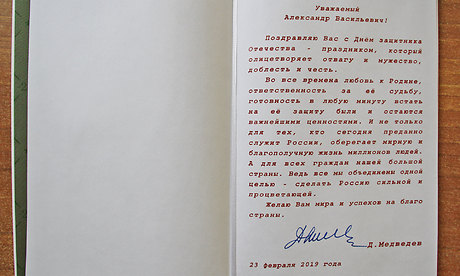 Уважаемый
Александр Васильевич!
Поздравляю Вас с Днем защитника
Отечества - праздником, который
олицетворяет отвагу и мужество,
доблесть и честь.
Во все времена любовь к Родине,
ответственность за ее судьбу,
готовность в любую минуту встать
на её защиту были и остаются
важнейшими ценностями. И не только
для тех, кто сегодня преданно
служит России, оберегает мирную и
благополучную жизнь миллионов людей.
А для всех граждан нашей большой
страны. Ведь все мы объединены одной
целью - сделать Россию сильной и
процветающей.
Желаю Вам мира и успехов на благо
страны.
Д.Медведев
23 февраля 2019 года